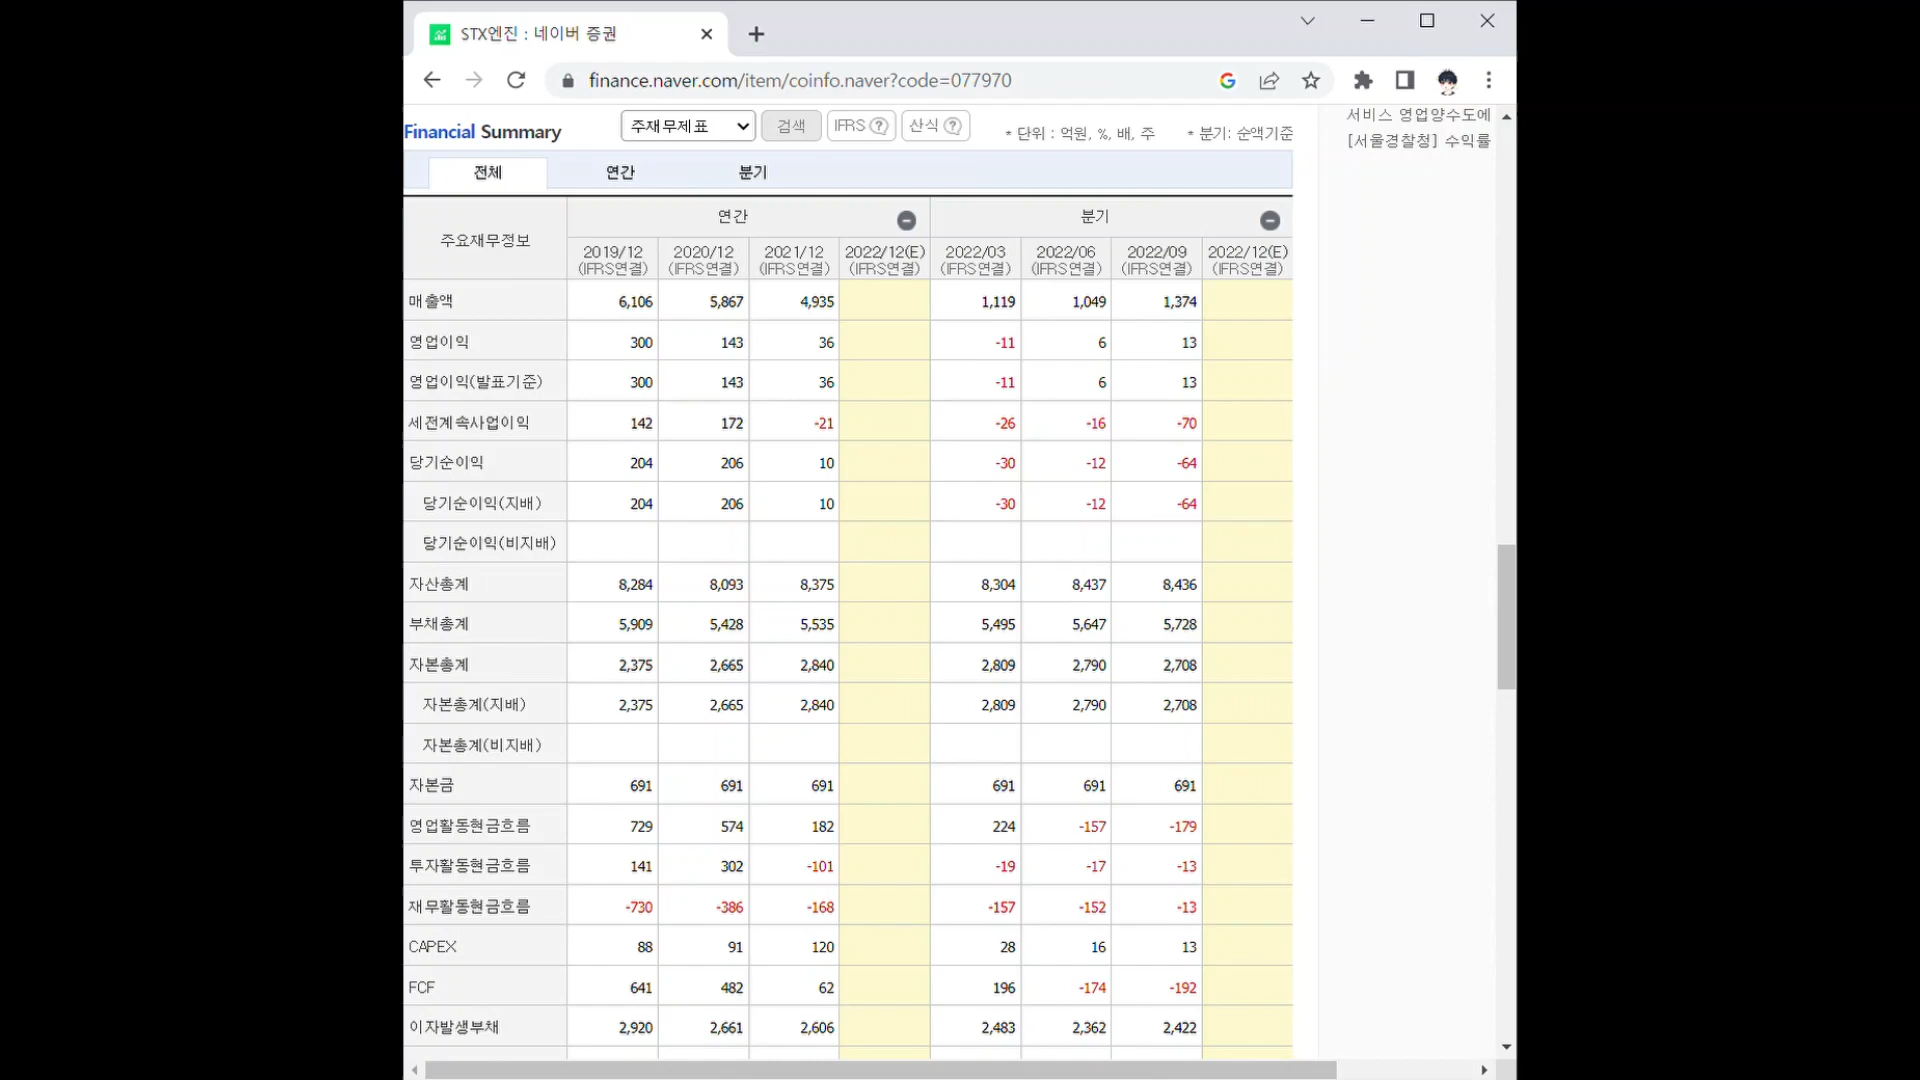 STX엔진 : 네이버 증권
finance.naver.com/item/coinfo.naver?code=077970
서비스 영업양수도에
[서울경찰청] 수익률
Financial Summary 주재무제표 검색 IFRS ? 산식 ? * 단위 : 억원, %, 배, 주 * 분기: 순액기준
전체 연간 분기
주요재무정보 연간 분기
2019/12 2020/12 2021/12 2022/12(E) 2022/03 2022/06 2022/09 2022/12(E)
(IFRS연결) (IFRS연결) (IFRS연결) (IFRS연결) (IFRS연결) (IFRS연결) (IFRS연결) (IFRS연결)
매출액 6,106 5,867 4,935 1,119 1,049 1,374
영업이익 300 143 36 -11 6 13
영업이익(발표기준) 300 143 36 -11 6 13
세전계속사업이익 142 172 -21 -26 -16 -70
당기순이익 204 206 10 -30 -12 -64
당기순이익(지배) 204 206 10 -30 -12 -64
당기순이익(비지배)
자산총계 8,284 8,093 8,375 8,304 8,437 8,436
부채총계 5,909 5,428 5,535 5,495 5,647 5,728
자본총계 2,375 2,665 2,840 2,809 2,790 2,708
자본총계(지배) 2,375 2,665 2,840 2,809 2,790 2,708
자본총계(비지배)
자본금 691 691 691 691 691 691
영업활동현금흐름 729 574 182 224 -157 -179
투자활동현금흐름 141 302 -101 -19 -17 -13
재무활동현금흐름 -730 -386 -168 -157 -152 -13
CAPEX 88 91 120 28 16 13
FCF 641 482 62 196 -174 -192
이자발생부채 2,920 2,661 2,606 2,483 2,362 2,422